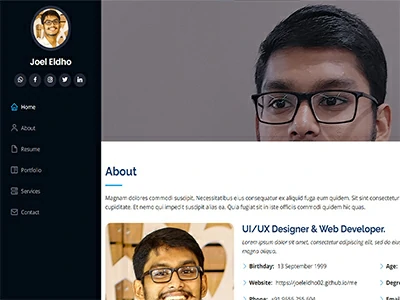 Joel Eldho
Home
About
Resume
Portfolio
Services
Contact
About
Magnam dolores commodi suscipit. Necessitatibus eius consequatur ex aliquid fuga eum quidem. Sit sint consectetur
cupiditate. Et nemo qui impedit suscipit alias ea. Quia fugiat sit in iste officiis commodi quidem hic quas.
UI/UX Designer & Web Developer.
Lorem ipsum dolor sit amet, consectetur adipiscing elit, sed do eiu
magna aliqua.
Birthday: 13 September 1999
Age:
Website: https://joeleldho02.github.io/me
Degre
Phone:
Email